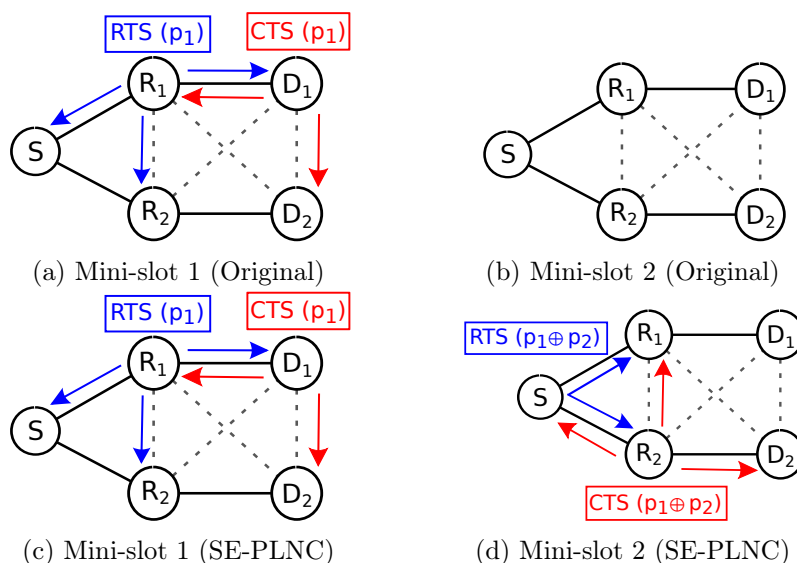 RTS (p₁) CTS (p₁)
R₁ D₁
S
R₂ D₂
(a) Mini-slot 1 (Original)
R₁ D₁
S
R₂ D₂
(b) Mini-slot 2 (Original)
RTS (p₁) CTS (p₁)
R₁ D₁
S
R₂ D₂
(c) Mini-slot 1 (SE-PLNC)
RTS (p₁⊕p₂)
R₁ D₁
S
R₂ D₂
CTS (p₁⊕p₂)
(d) Mini-slot 2 (SE-PLNC)